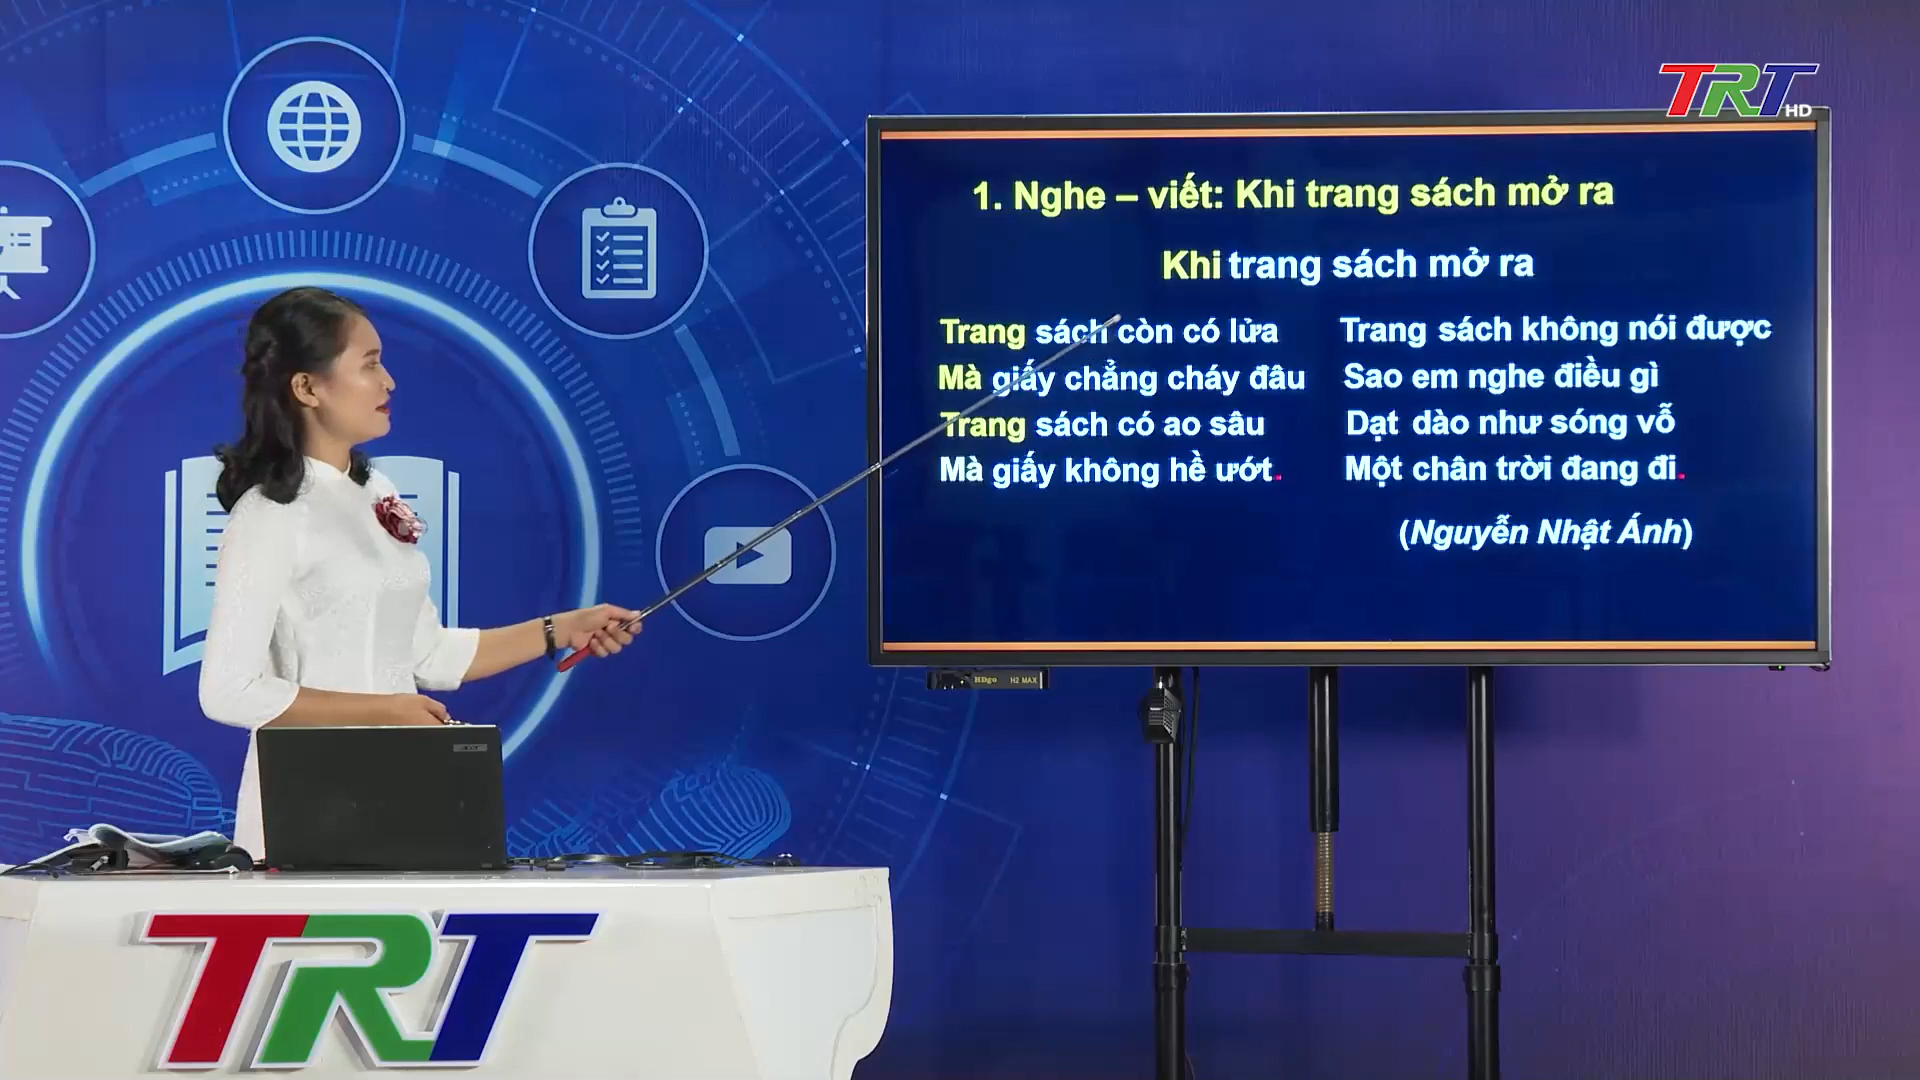 TRT HD
1. Nghe – viết: Khi trang sách mở ra
Khi trang sách mở ra
Trang sách còn có lửa
Mà giấy chẳng cháy đâu
Trang sách có ao sâu
Mà giấy không hề ướt.
Trang sách không nói được
Sao em nghe điều gì
Dạt dào như sóng vỗ
Một chân trời đang đi.
(Nguyễn Nhật Ánh)
HDgo H2 MAX
TRT